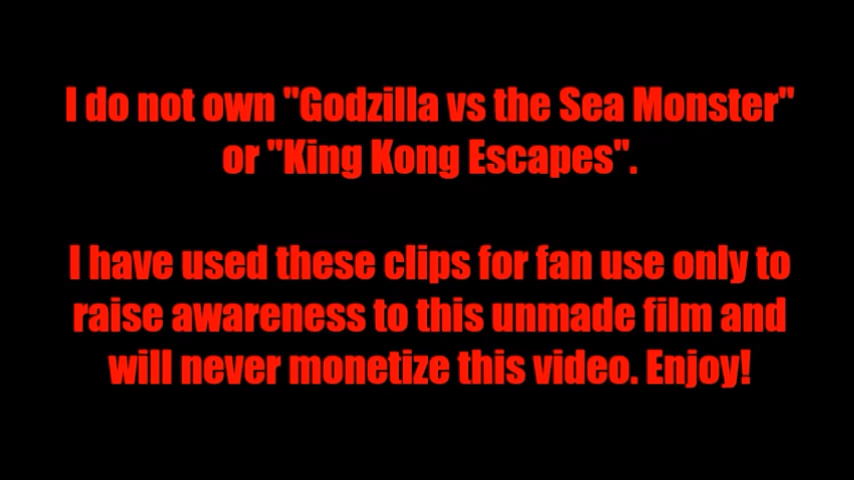 I do not own "Godzilla vs the Sea Monster"
or "King Kong Escapes".
I have used these clips for fan use only to
raise awareness to this unmade film and
will never monetize this video. Enjoy!